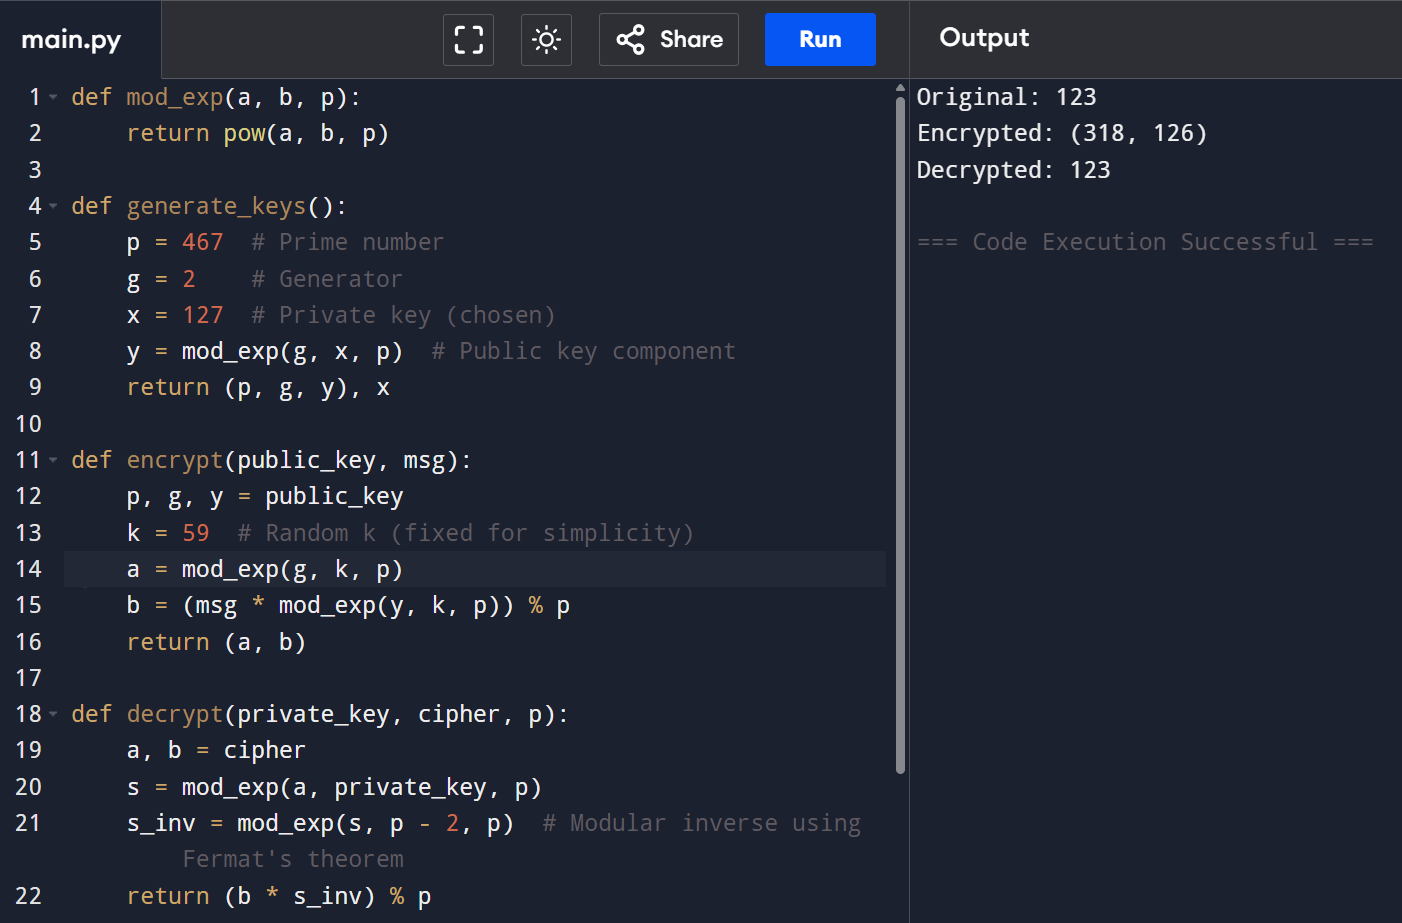 main.py
Share
Run
Output
1 def mod_exp(a, b, p):
2     return pow(a, b, p)
3
4 def generate_keys():
5     p = 467  # Prime number
6     g = 2    # Generator
7     x = 127  # Private key (chosen)
8     y = mod_exp(g, x, p)  # Public key component
9     return (p, g, y), x
10
11 def encrypt(public_key, msg):
12     p, g, y = public_key
13     k = 59  # Random k (fixed for simplicity)
14     a = mod_exp(g, k, p)
15     b = (msg * mod_exp(y, k, p)) % p
16     return (a, b)
17
18 def decrypt(private_key, cipher, p):
19     a, b = cipher
20     s = mod_exp(a, private_key, p)
21     s_inv = mod_exp(s, p - 2, p)  # Modular inverse using
        Fermat's theorem
22     return (b * s_inv) % p
Original: 123
Encrypted: (318, 126)
Decrypted: 123
=== Code Execution Successful ===